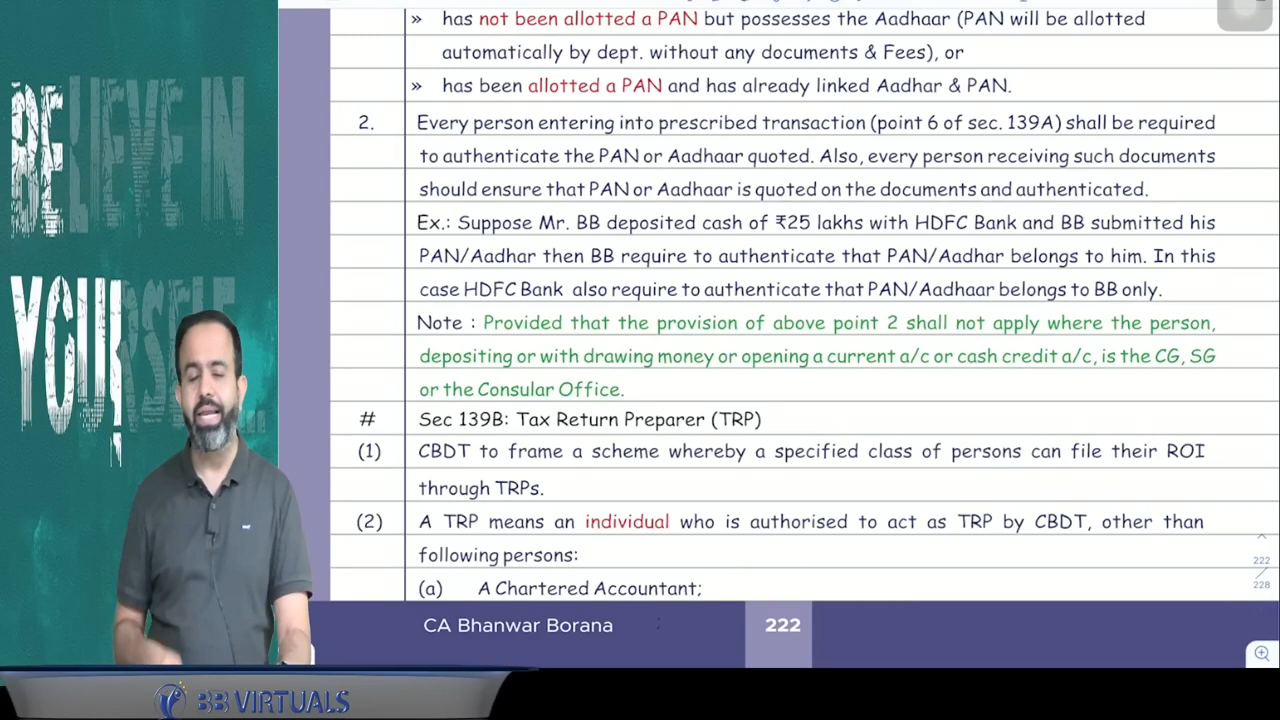 BELIEVE IN
YOURSELF...
» has not been allotted a PAN but possesses the Aadhaar (PAN will be allotted
automatically by dept. without any documents & Fees), or
» has been allotted a PAN and has already linked Aadhar & PAN.
2. Every person entering into prescribed transaction (point 6 of sec. 139A) shall be required
to authenticate the PAN or Aadhaar quoted. Also, every person receiving such documents
should ensure that PAN or Aadhaar is quoted on the documents and authenticated.
Ex.: Suppose Mr. BB deposited cash of ₹25 lakhs with HDFC Bank and BB submitted his
PAN/Aadhar then BB require to authenticate that PAN/Aadhar belongs to him. In this
case HDFC Bank also require to authenticate that PAN/Aadhaar belongs to BB only.
Note : Provided that the provision of above point 2 shall not apply where the person,
depositing or with drawing money or opening a current a/c or cash credit a/c, is the CG, SG
or the Consular Office.
# Sec 139B: Tax Return Preparer (TRP)
(1) CBDT to frame a scheme whereby a specified class of persons can file their ROI
through TRPs.
(2) A TRP means an individual who is authorised to act as TRP by CBDT, other than
following persons:
(a) A Chartered Accountant;
222
/
228
CA Bhanwar Borana 222
BB VIRTUALS